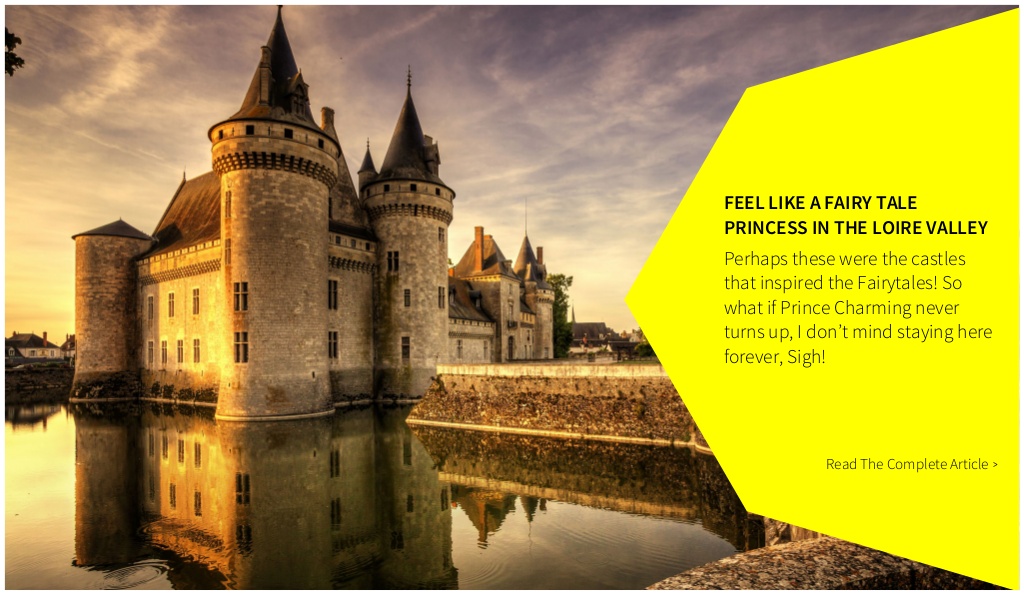 FEEL LIKE A FAIRY TALE
PRINCESS IN THE LOIRE VALLEY
Perhaps these were the castles
that inspired the Fairytales! So
what if Prince Charming never
turns up, I don’t mind staying here
forever, Sigh!
Read The Complete Article >